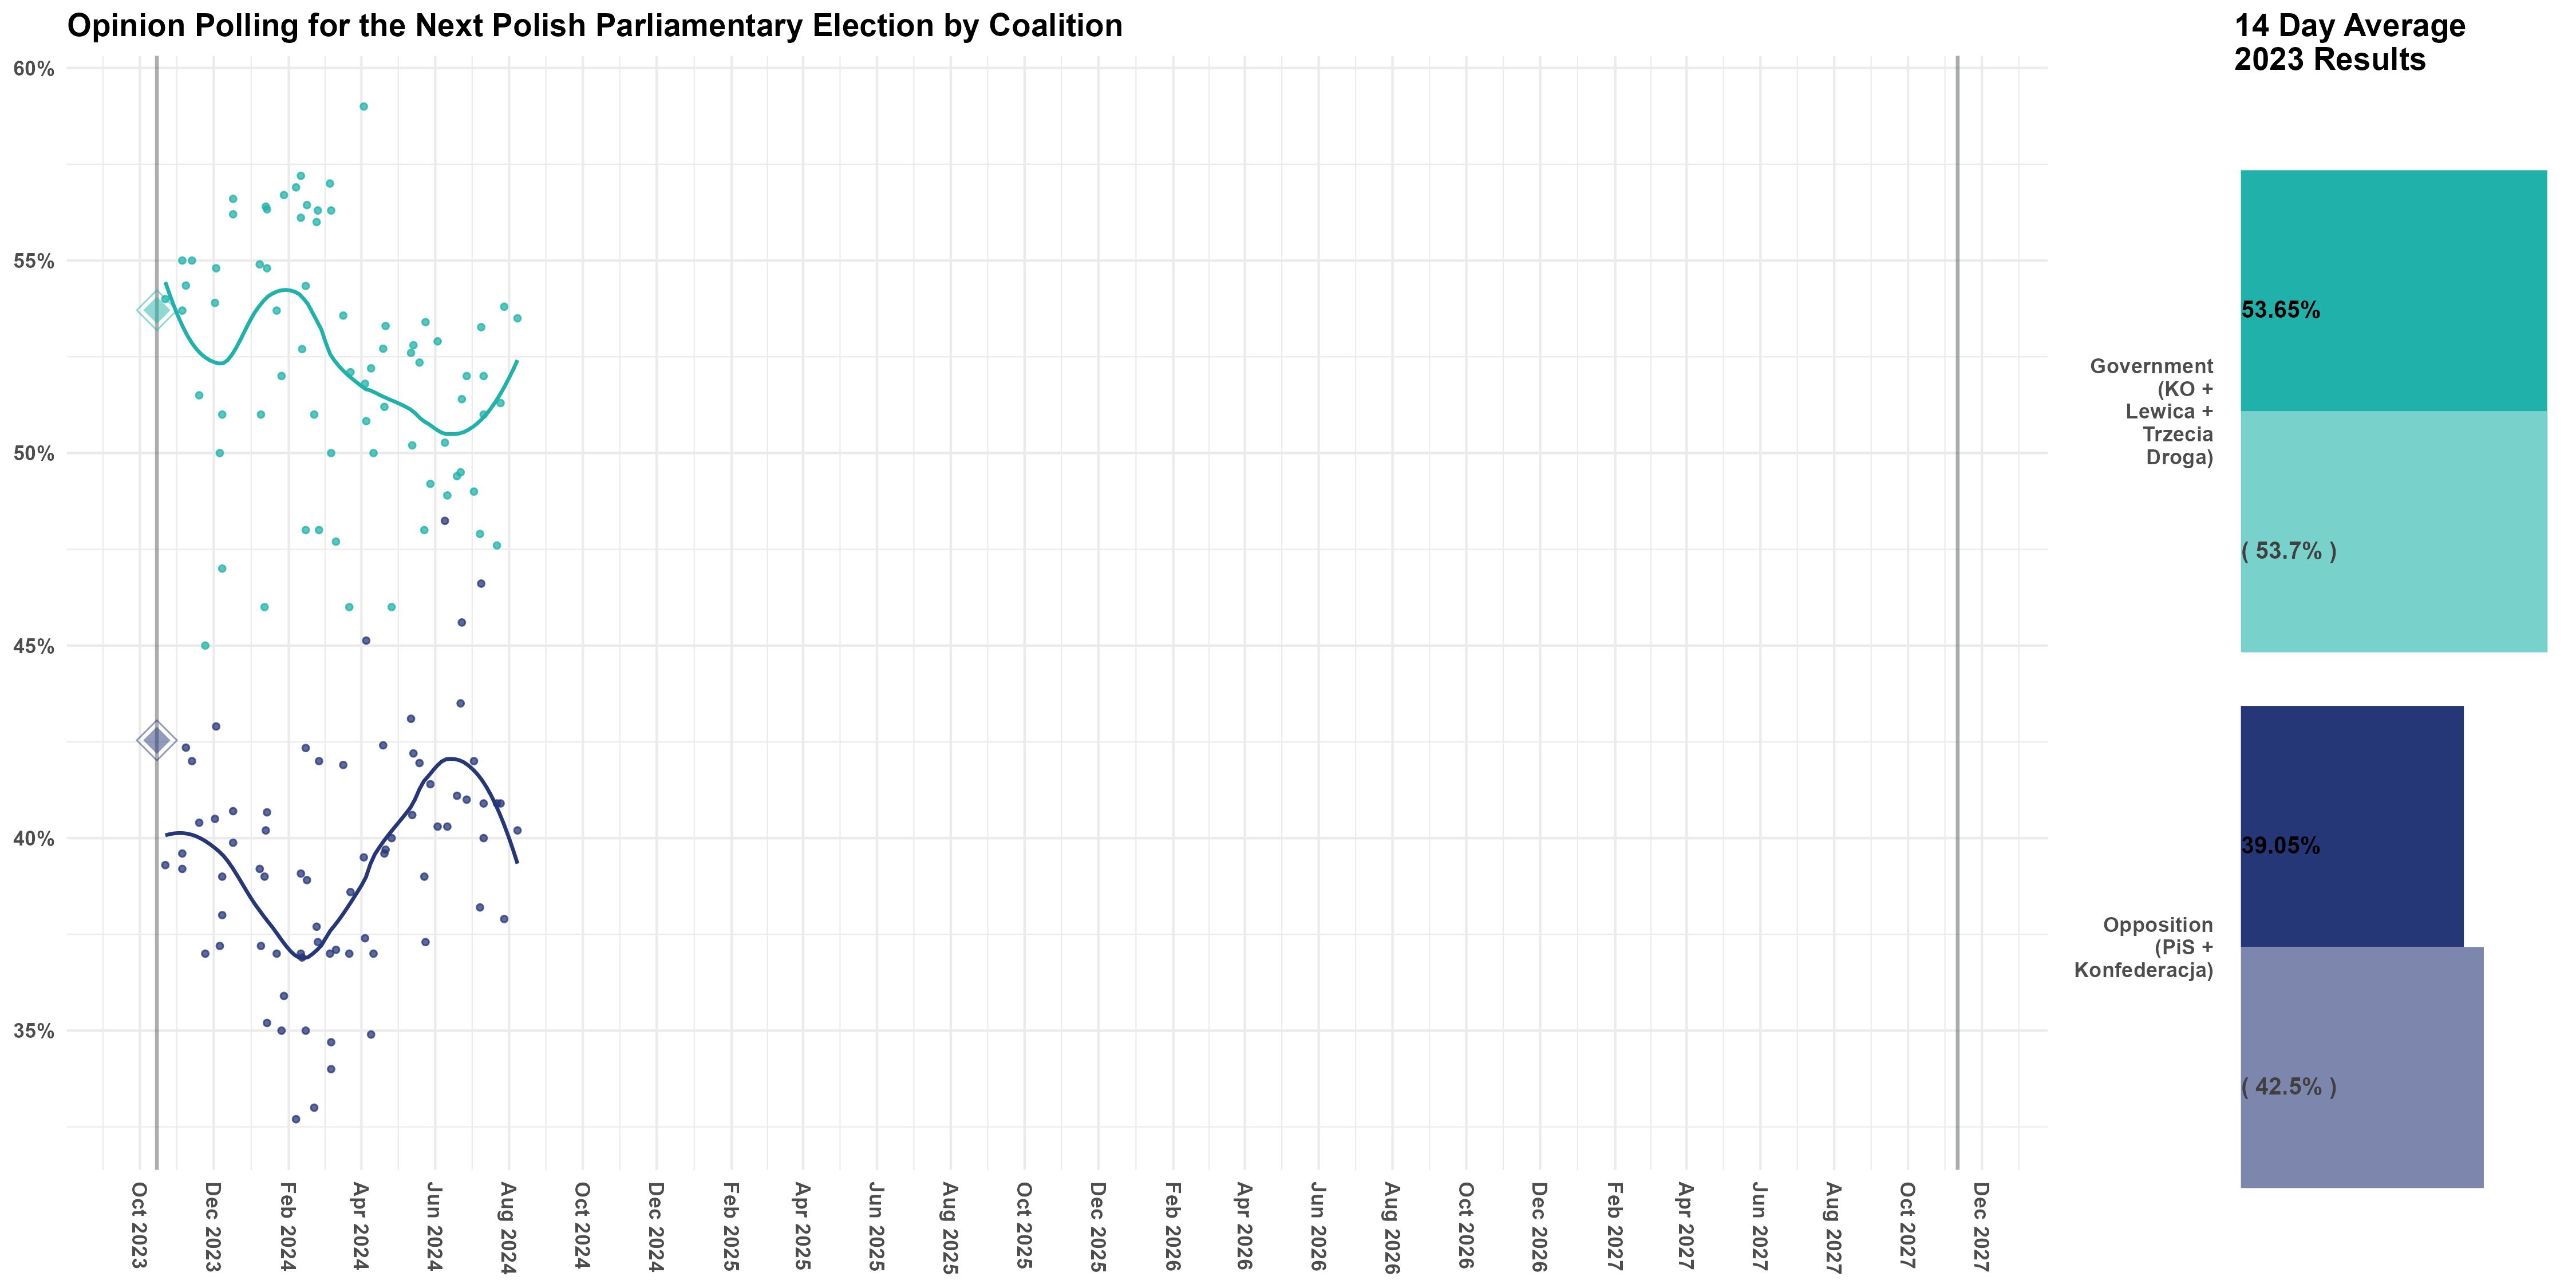 Opinion Polling for the Next Polish Parliamentary Election by Coalition
14 Day Average
2023 Results
60%
55%
50%
45%
40%
35%
Oct 2023
Dec 2023
Feb 2024
Apr 2024
Jun 2024
Aug 2024
Oct 2024
Dec 2024
Feb 2025
Apr 2025
Jun 2025
Aug 2025
Oct 2025
Dec 2025
Feb 2026
Apr 2026
Jun 2026
Aug 2026
Oct 2026
Dec 2026
Feb 2027
Apr 2027
Jun 2027
Aug 2027
Oct 2027
Dec 2027
Government
(KO +
Lewica +
Trzecia
Droga)
53.65%
( 53.7% )
Opposition
(PiS +
Konfederacja)
39.05%
( 42.5% )